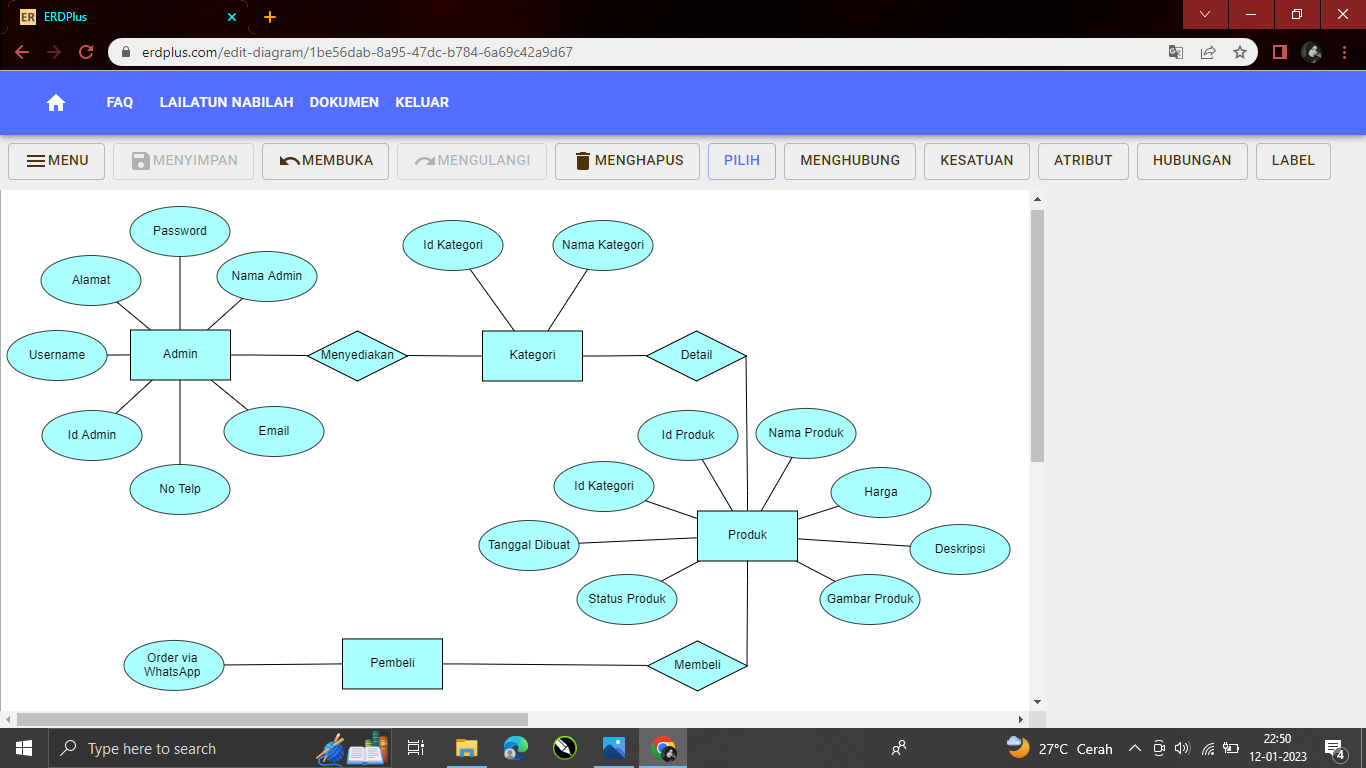 ER ERDPlus
erdplus.com/edit-diagram/1be56dab-8a95-47dc-b784-6a69c42a9d67
FAQ LAILATUN NABILAH DOKUMEN KELUAR
MENU MENYIMPAN MEMBUKA MENGULANGI MENGHAPUS PILIH MENGHUBUNG KESATUAN ATRIBUT HUBUNGAN LABEL
Password
Id Kategori Nama Kategori
Alamat Nama Admin
Username Admin Menyediakan Kategori Detail
Id Admin Email Id Produk Nama Produk
No Telp Id Kategori Harga
Tanggal Dibuat Produk Deskripsi
Status Produk Gambar Produk
Order via
WhatsApp
Pembeli Membeli
Type here to search
27°C Cerah
22:50
12-01-2023
4